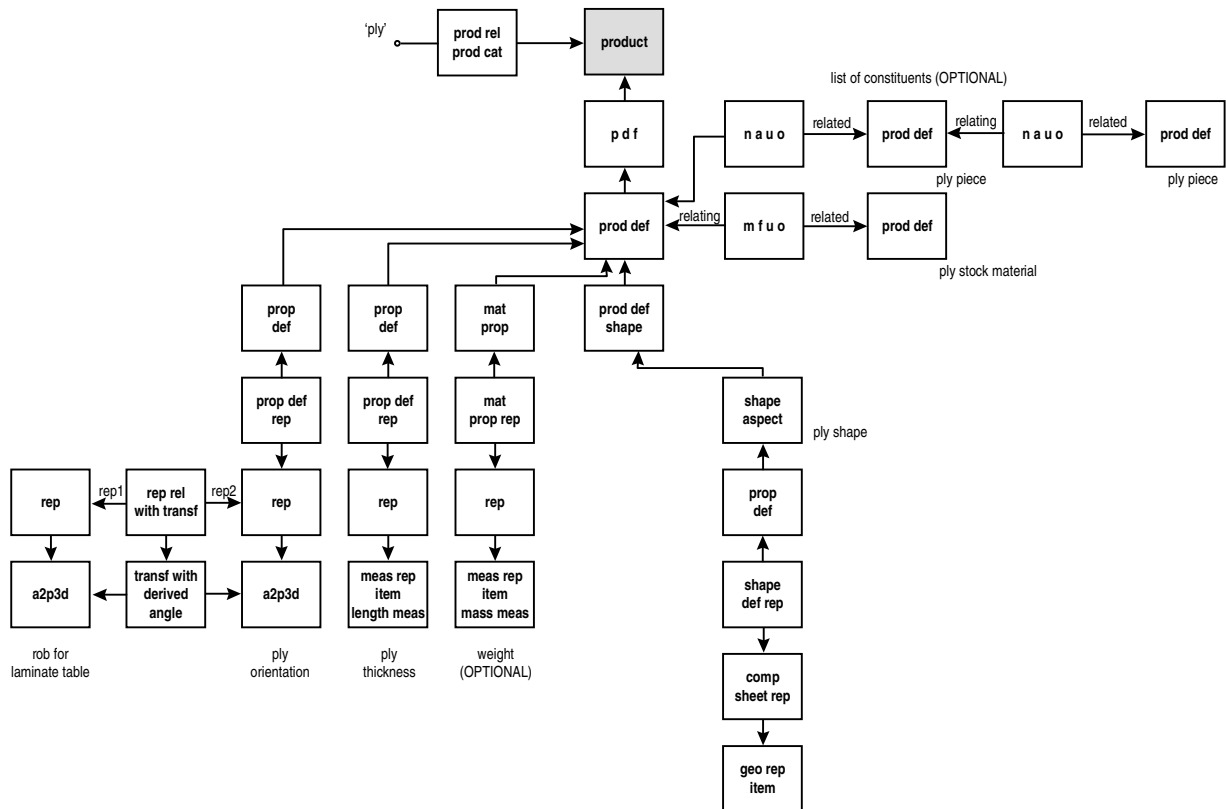 ‘ply’
prod rel
prod cat
product
list of constituents (OPTIONAL)
p d f
n a u o
related
prod def
relating
n a u o
related
prod def
ply piece
ply piece
prod def
relating
m f u o
related
prod def
ply stock material
prop
def
prop
def
mat
prop
prod def
shape
prop def
rep
prop def
rep
mat
prop rep
shape
aspect
ply shape
rep
rep1
rep rel
with transf
rep2
rep
rep
rep
prop
def
a2p3d
transf with
derived
angle
a2p3d
meas rep
item
length meas
meas rep
item
mass meas
shape
def rep
rob for
laminate table
ply
orientation
ply
thickness
weight
(OPTIONAL)
comp
sheet rep
geo rep
item